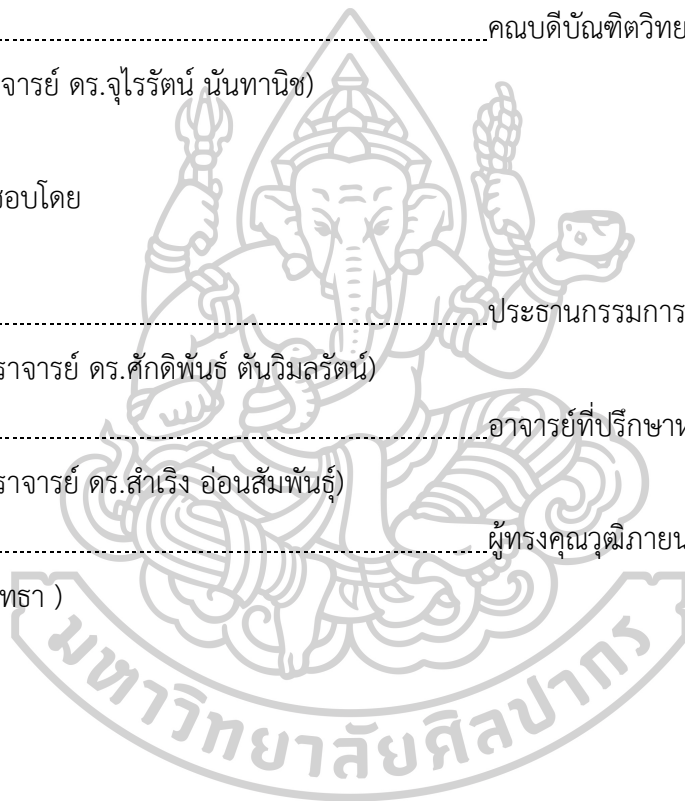 คณบดีบัณฑิตวิทย
จารย์ ดร.จุไรรัตน์ นันทานิช)
สอบโดย
ประธานกรรมการ
ราจารย์ ดร.ศักดิพันธ์ ตันวิมลรัตน์)
อาจารย์ที่ปรึกษาห
ราจารย์ ดร.สำเริง อ่อนสัมพันธุ์)
ผู้ทรงคุณวุฒิภายน
ทธา )
มหาวิทยาลัยศิลปากร